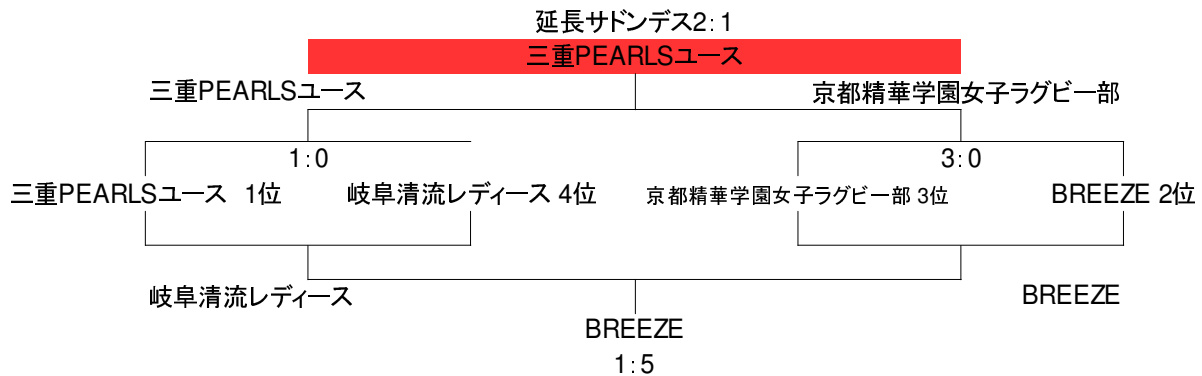 延長サドンデス2:1
三重PEARLSユース
三重PEARLSユース
京都精華学園女子ラグビー部
1:0
3:0
三重PEARLSユース 1位
岐阜清流レディース 4位
京都精華学園女子ラグビー部 3位
BREEZE 2位
岐阜清流レディース
BREEZE
BREEZE
1:5